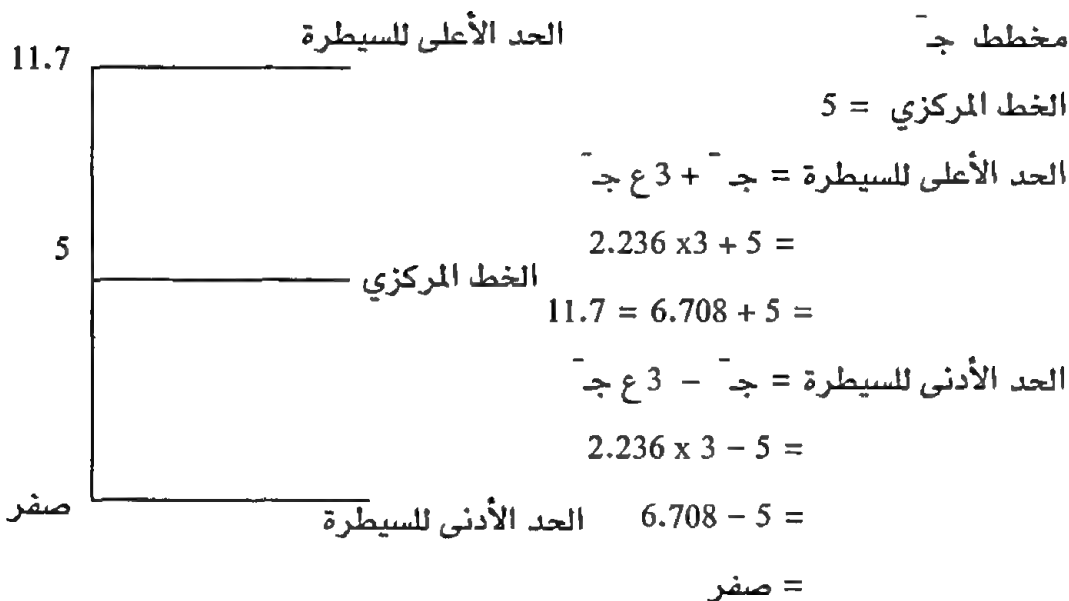 مخطط جـ¯
الخط المركزي = 5
الحد الأعلى للسيطرة = جـ¯ + 3 ع جـ¯
= 5 + 3x 2.236
= 5 + 6.708 = 11.7
الحد الأدنى للسيطرة = جـ¯ – 3 ع جـ¯
= 5 – 3 x 2.236
= 5 – 6.708
= صفر
الحد الأعلى للسيطرة
11.7
5
الخط المركزي
صفر
الحد الأدنى للسيطرة